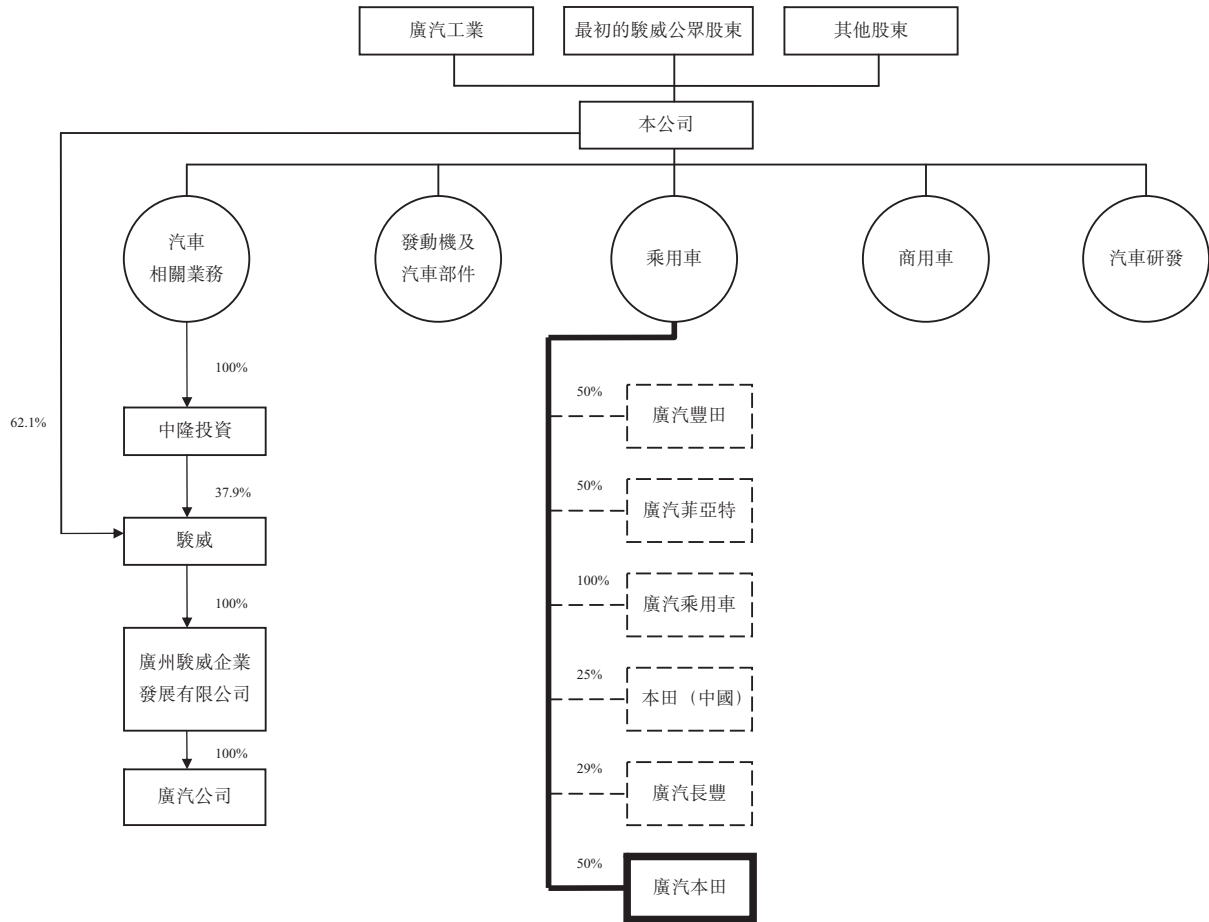 廣汽工業
最初的駿威公眾股東
其他股東
本公司
汽車
相關業務
發動機及
汽車部件
乘用車
商用車
汽車研發
62.1%
100%
中隆投資
37.9%
駿威
100%
廣州駿威企業
發展有限公司
100%
廣汽公司
50%
廣汽豐田
50%
廣汽菲亞特
100%
廣汽乘用車
25%
本田（中國）
29%
廣汽長豐
50%
廣汽本田